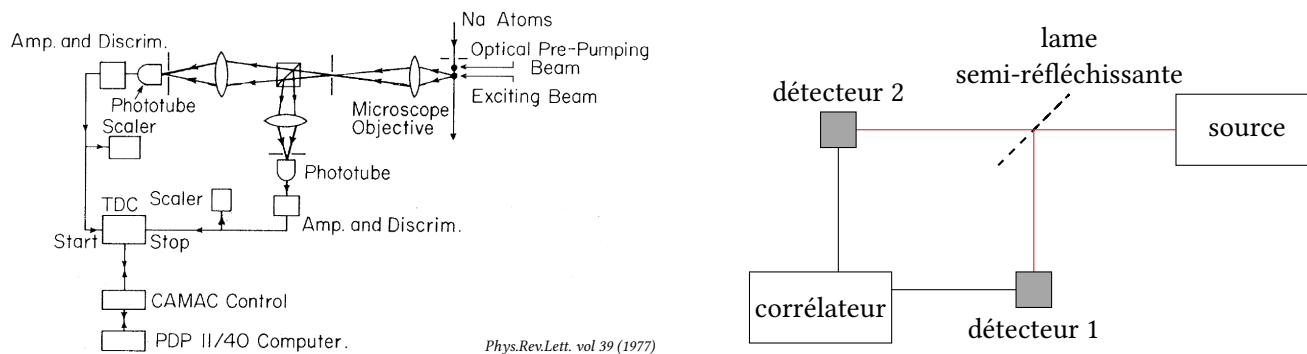 Na Atoms
Amp. and Discrim.
Optical Pre-Pumping
Beam
Exciting Beam
Phototube
Microscope
Objective
Scaler
Phototube
Scaler
TDC
Amp. and Discrim.
Start
Stop
CAMAC Control
PDP 11/40 Computer.
Phys.Rev.Lett. vol 39 (1977)
lame
semi-réfléchissante
détecteur 2
source
corrélateur
détecteur 1